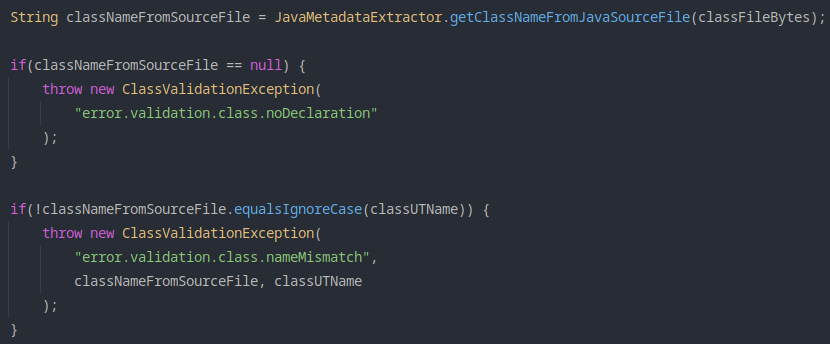 String classNameFromSourceFile = JavaMetadataExtractor.getClassNameFromJavaSourceFile(classFileBytes);

if(classNameFromSourceFile == null) {
    throw new ClassValidationException(
        "error.validation.class.noDeclaration"
    );
}

if(!classNameFromSourceFile.equalsIgnoreCase(classUTName)) {
    throw new ClassValidationException(
        "error.validation.class.nameMismatch",
        classNameFromSourceFile, classUTName
    );
}